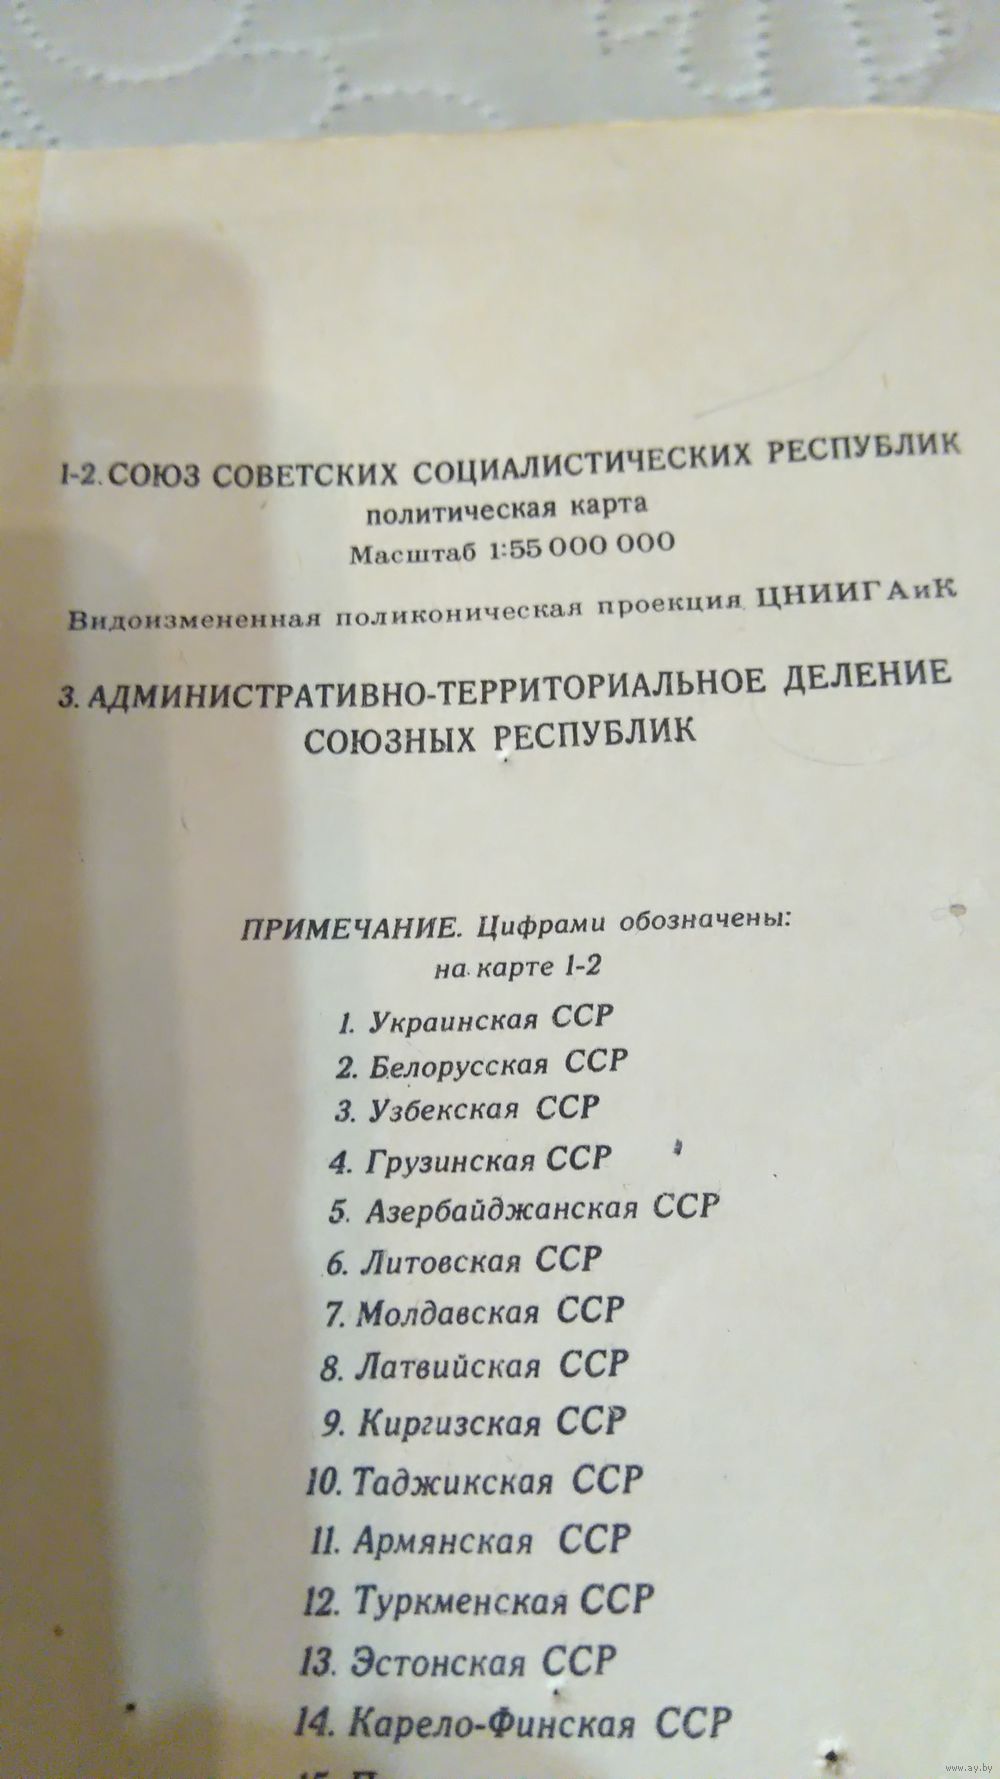 1-2. СОЮЗ СОВЕТСКИХ СОЦИАЛИСТИЧЕСКИХ РЕСПУБЛИК
политическая карта
Масштаб 1:55 000 000
Видоизмененная поликоническая проекция ЦНИИГАиК
3. АДМИНИСТРАТИВНО-ТЕРРИТОРИАЛЬНОЕ ДЕЛЕНИЕ
СОЮЗНЫХ РЕСПУБЛИК
ПРИМЕЧАНИЕ. Цифрами обозначены:
на карте 1-2
1. Украинская ССР
2. Белорусская ССР
3. Узбекская ССР
4. Грузинская ССР
5. Азербайджанская ССР
6. Литовская ССР
7. Молдавская ССР
8. Латвийская ССР
9. Киргизская ССР
10. Таджикская ССР
11. Армянская ССР
12. Туркменская ССР
13. Эстонская ССР
14. Карело-Финская ССР
www.ay.by